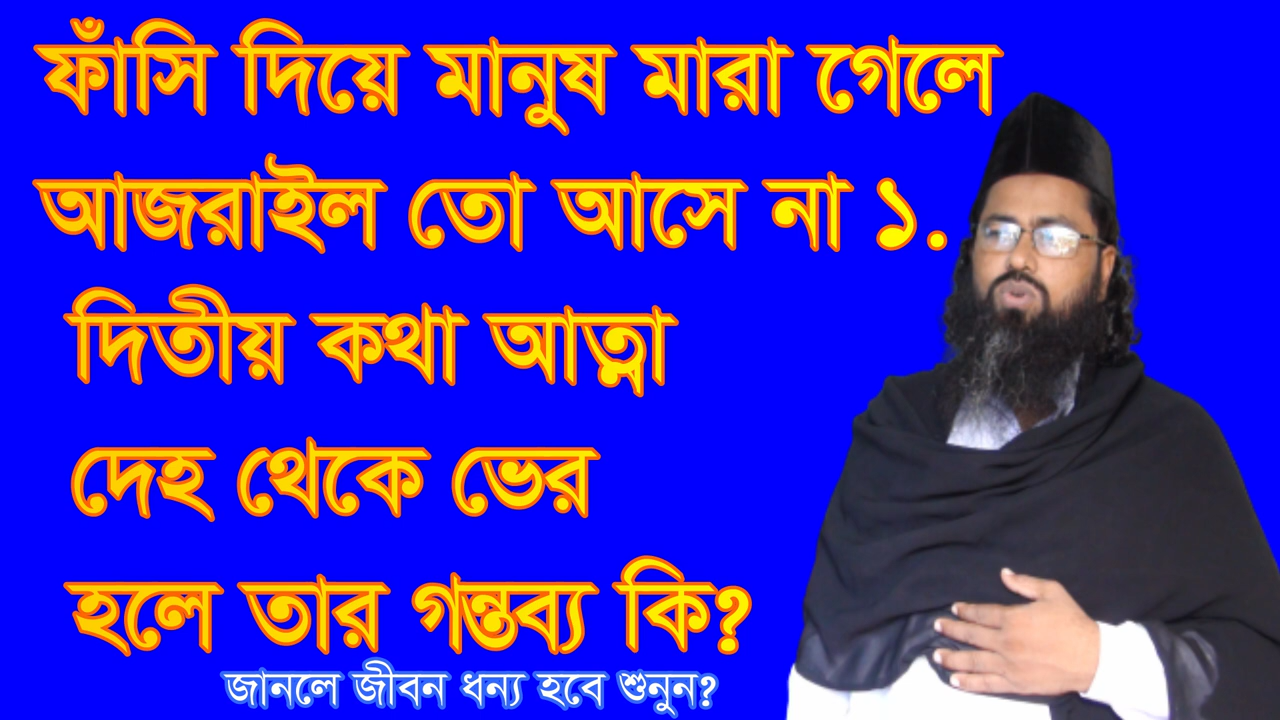 ফাঁসি দিয়ে মানুষ মারা গেলে
আজরাইল তো আসে না ১.
দিতীয় কথা আত্না
দেহ থেকে ভের
হলে তার গন্তব্য কি?
জানলে জীবন ধন্য হবে শুনুন?